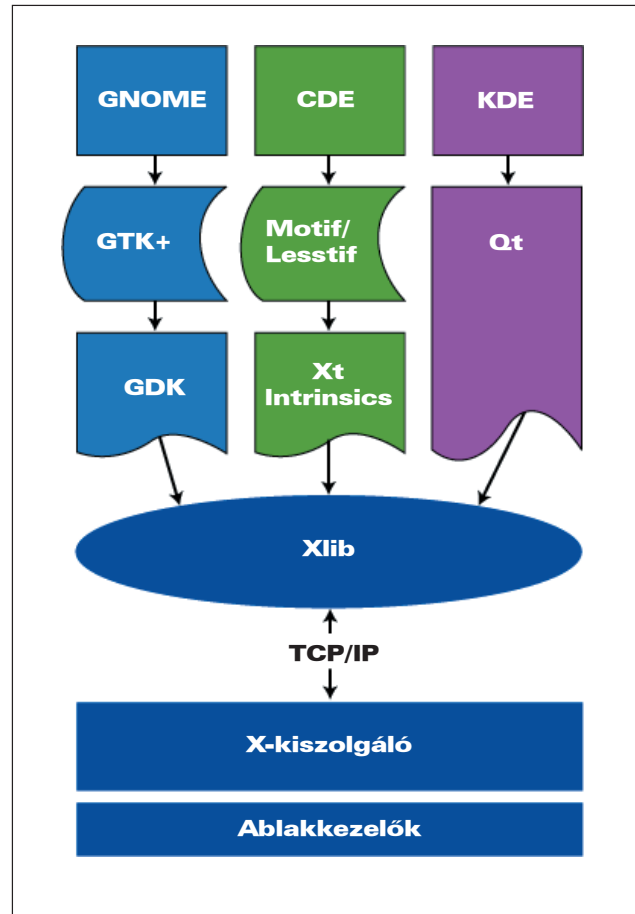 GNOME
CDE
KDE
GTK+
Motif/
Lesstif
Qt
GDK
Xt
Intrinsics
Xlib
TCP/IP
X-kiszolgáló
Ablakkezelők